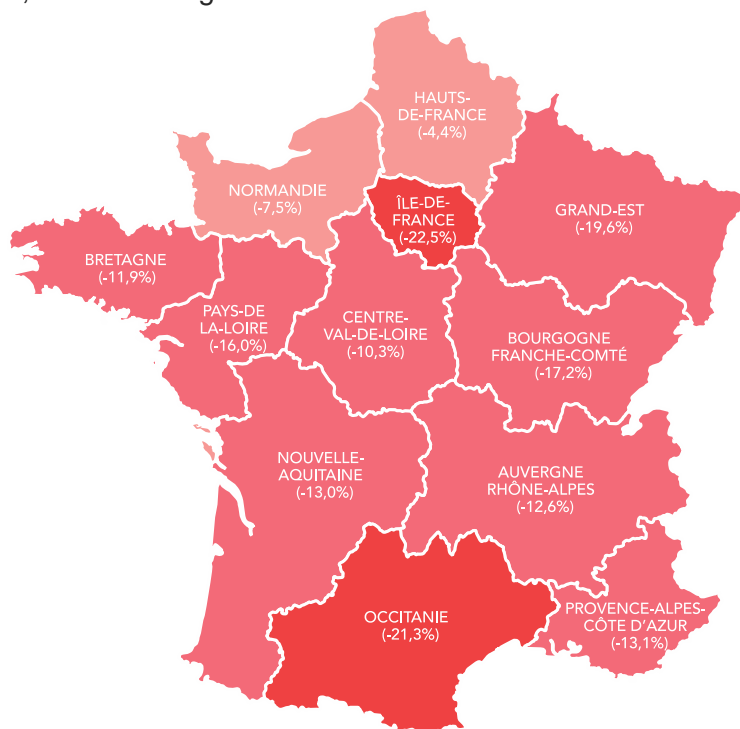 HAUTS-
DE-FRANCE
(-4,4%)
NORMANDIE
(-7,5%)
ÎLE-DE-
FRANCE
(-22,5%)
GRAND-EST
(-19,6%)
BRETAGNE
(-11,9%)
PAYS-DE
LA-LOIRE
(-16,0%)
CENTRE-
VAL-DE-LOIRE
(-10,3%)
BOURGOGNE
FRANCHE-COMTÉ
(-17,2%)
NOUVELLE-
AQUITAINE
(-13,0%)
AUVERGNE
RHÔNE-ALPES
(-12,6%)
OCCITANIE
(-21,3%)
PROVENCE-ALPES-
CÔTE D'AZUR
(-13,1%)